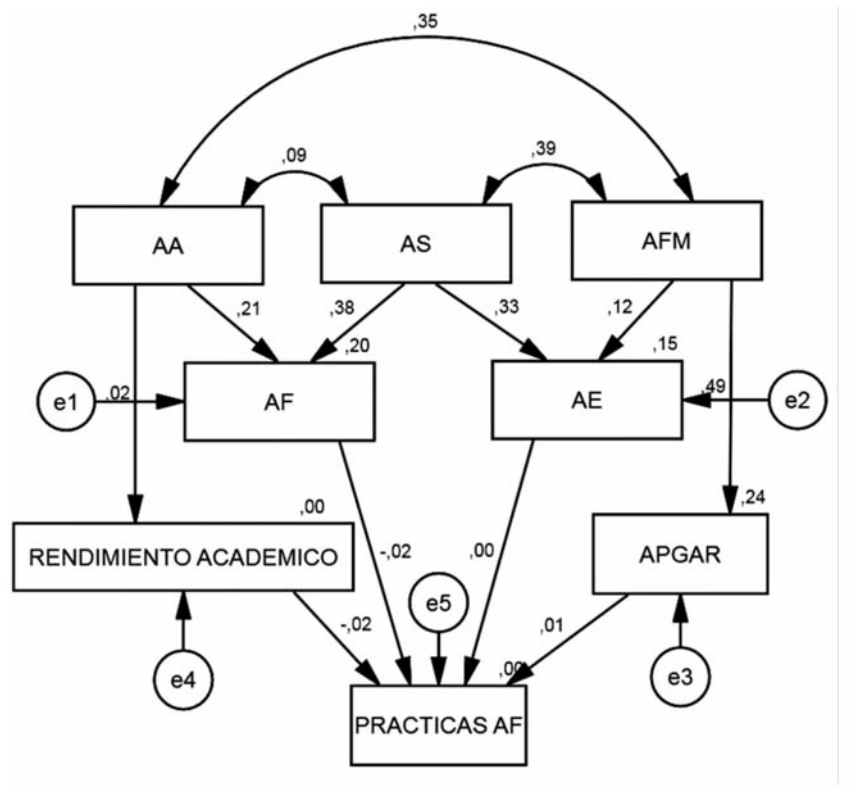 ,35
,09
,39
AA
AS
AFM
,21
,38
,33
,12
,20
,15
e1
,02
AF
AE
,49
e2
,00
,24
RENDIMIENTO ACADEMICO
-,02
,00
APGAR
e5
-,02
,01
e4
,00
e3
PRACTICAS AF